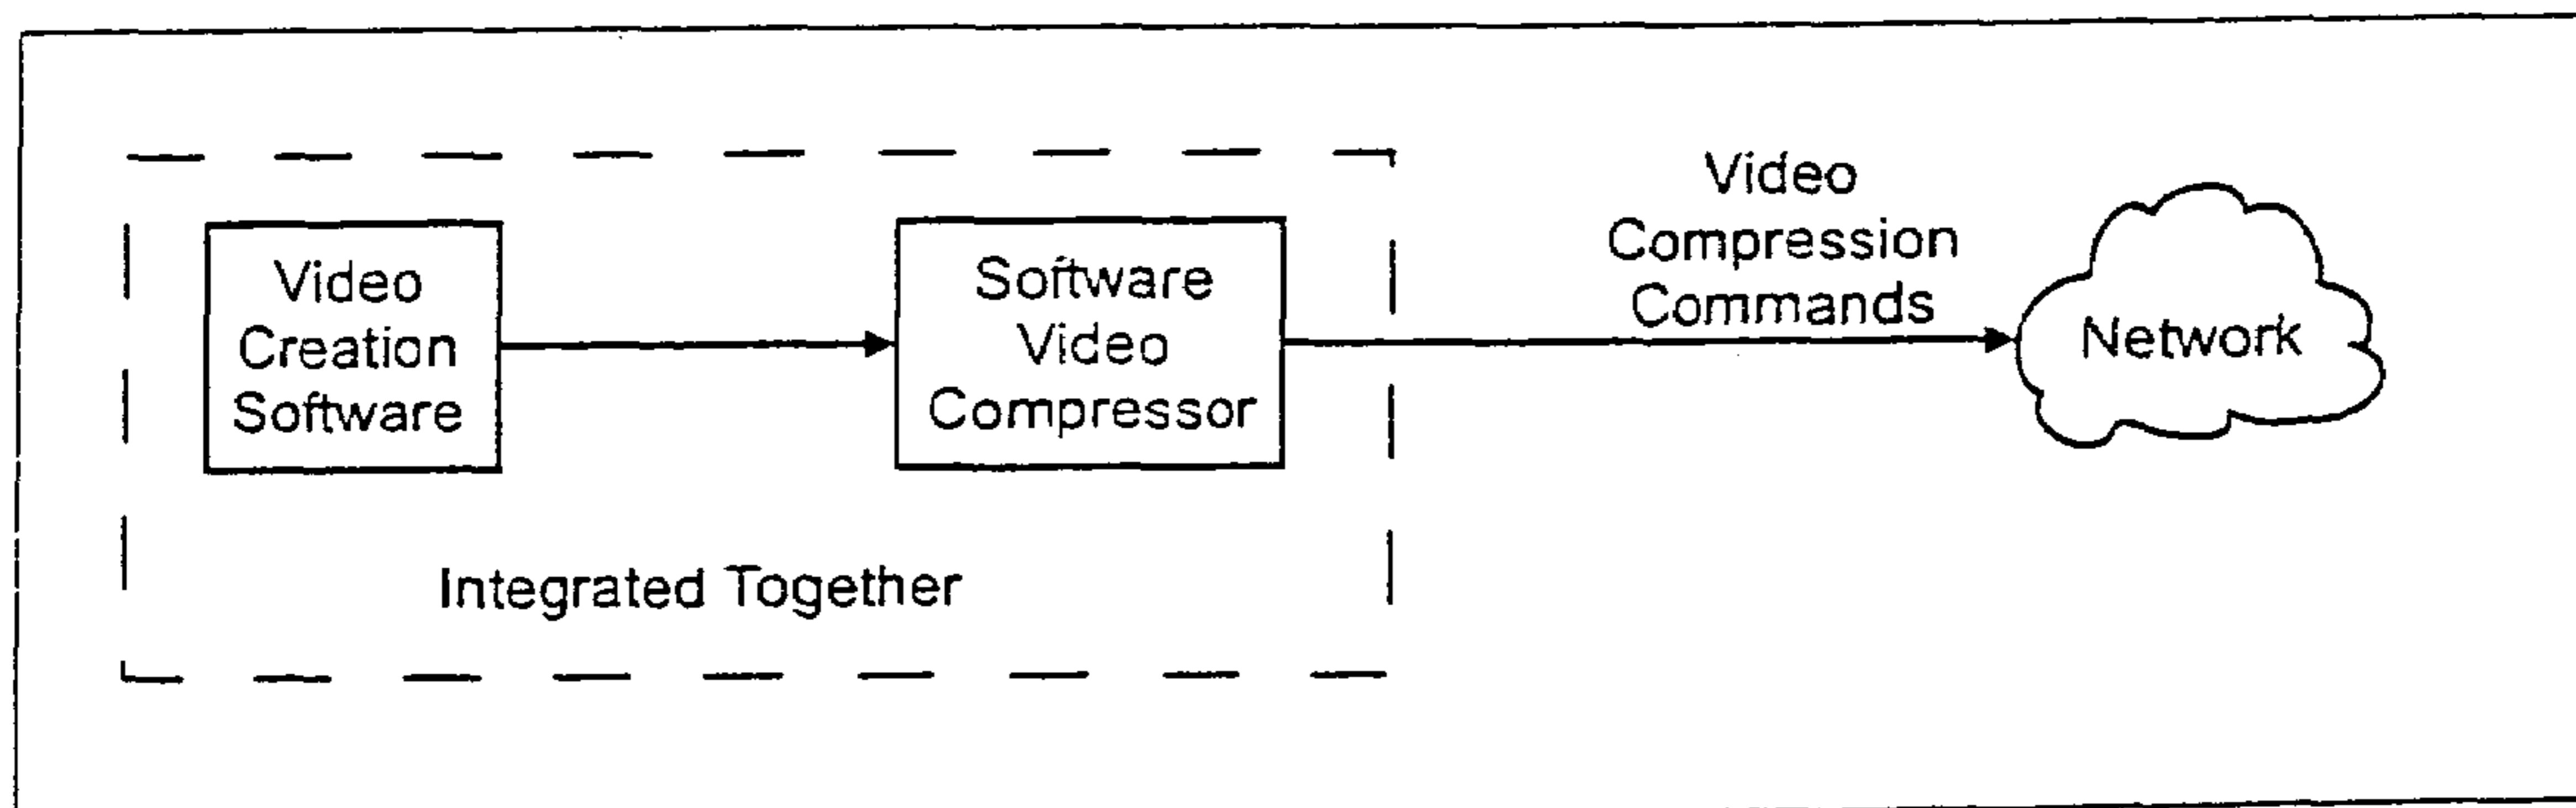 Video
Creation
Software
Software
Video
Compressor
Video
Compression
Commands
Network
Integrated Together